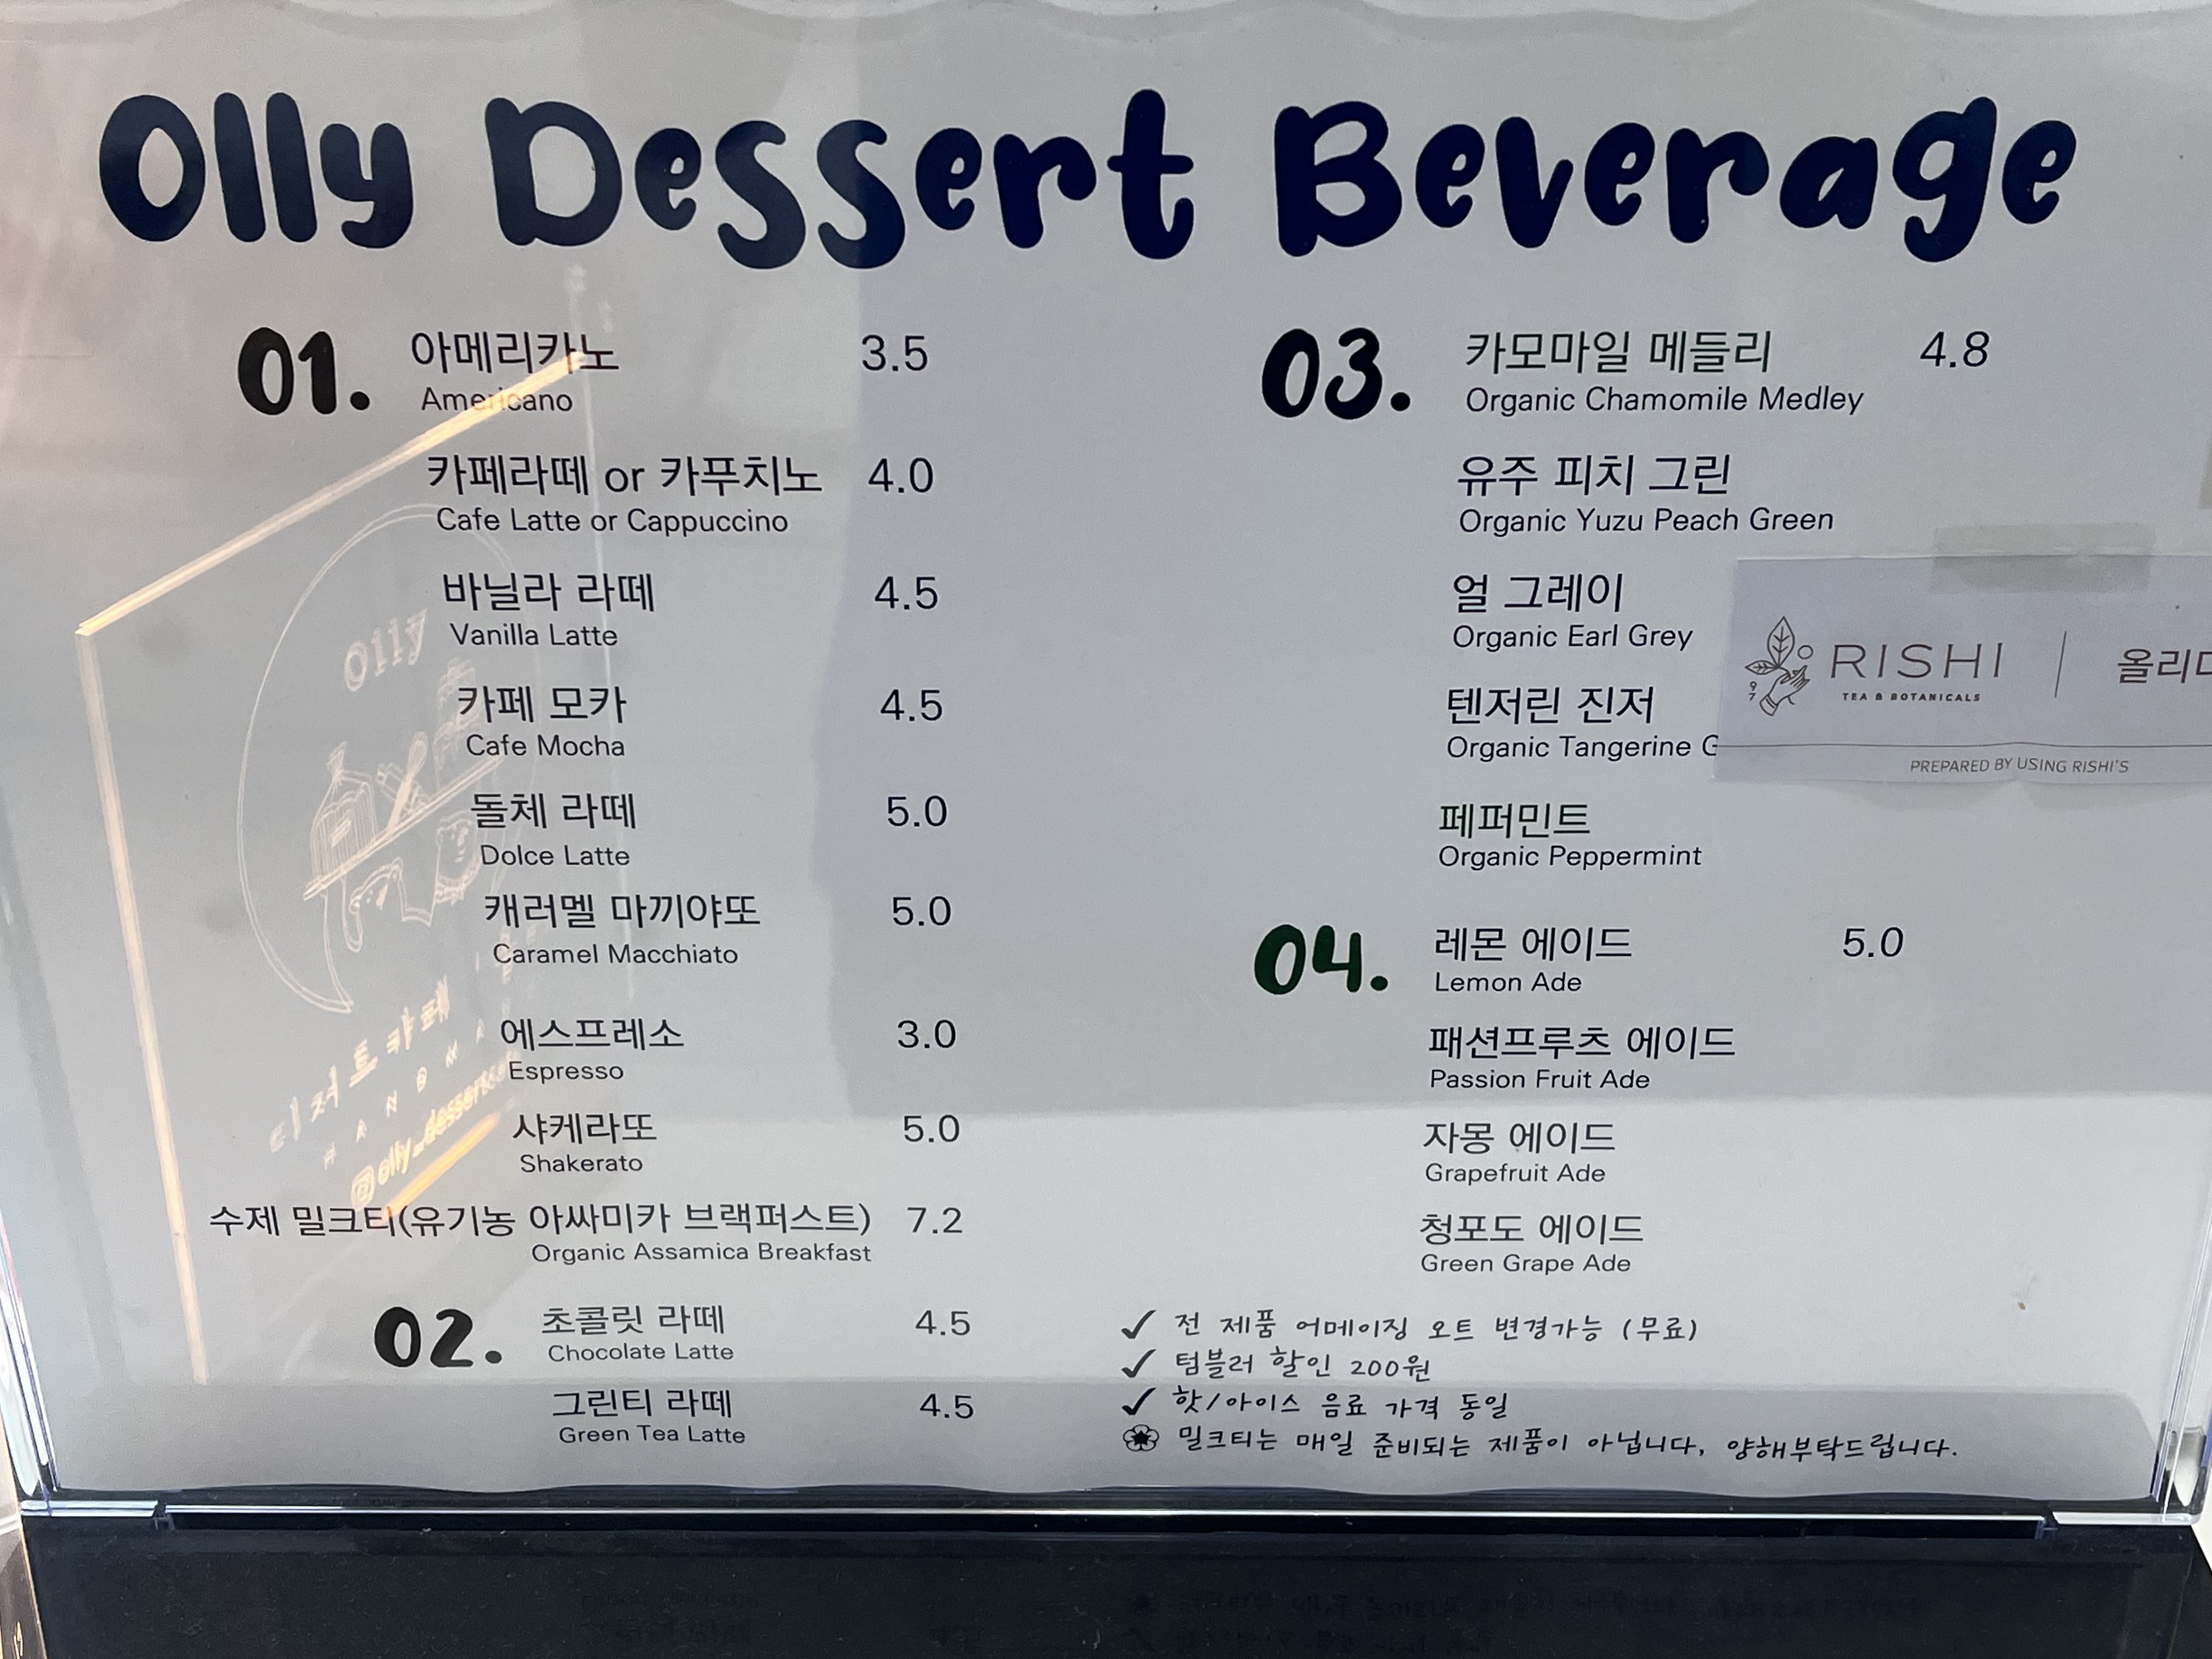 Olly Dessert Beverage
01.
아메리카노 3.5
Americano
카페라떼 or 카푸치노 4.0
Cafe Latte or Cappuccino
바닐라 라떼 4.5
Vanilla Latte
카페 모카 4.5
Cafe Mocha
돌체 라떼 5.0
Dolce Latte
캐러멜 마끼야또 5.0
Caramel Macchiato
에스프레소 3.0
Espresso
샤케라또 5.0
Shakerato
수제 밀크티(유기농 아싸미카 브랙퍼스트) 7.2
Organic Assamica Breakfast
02.
초콜릿 라떼 4.5
Chocolate Latte
그린티 라떼 4.5
Green Tea Latte
03.
카모마일 메들리 4.8
Organic Chamomile Medley
유주 피치 그린
Organic Yuzu Peach Green
얼 그레이
Organic Earl Grey
텐저린 진저
Organic Tangerine G
페퍼민트
Organic Peppermint
RISHI
TEA & BOTANICALS
97
올리
PREPARED BY USING RISHI'S
04.
레몬 에이드 5.0
Lemon Ade
패션프루츠 에이드
Passion Fruit Ade
자몽 에이드
Grapefruit Ade
청포도 에이드
Green Grape Ade
✓ 전 제품 어메이징 오트 변경가능 (무료)
✓ 텀블러 할인 200원
✓ 핫/아이스 음료 가격 동일
밀크티는 매일 준비되는 제품이 아닙니다, 양해부탁드립니다.
Olly